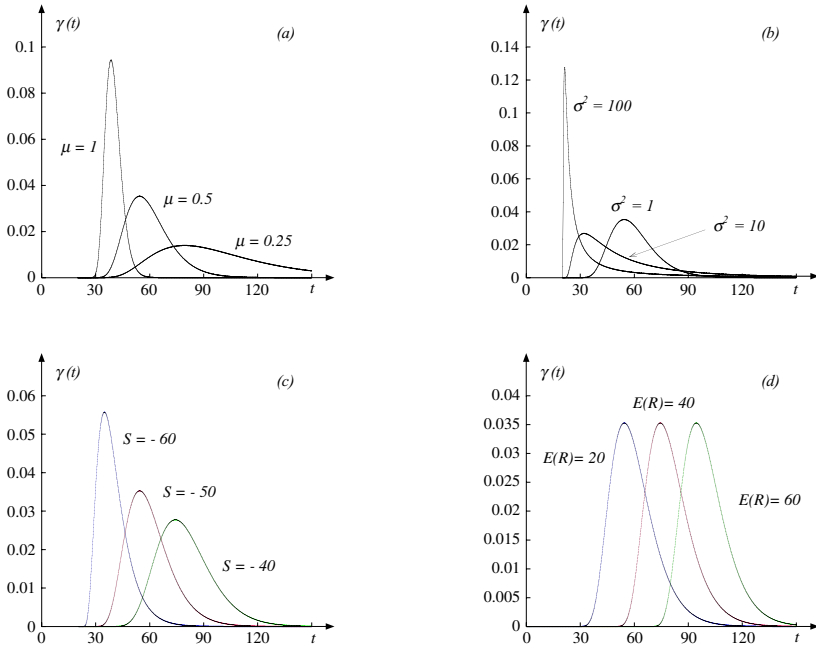 γ (t)
(a)
0.1
0.08
0.06
0.04
0.02
0
μ = 1
μ = 0.5
μ = 0.25
0 30 60 90 120 t
γ (t)
(b)
0.14
0.12
0.1
0.08
0.06
0.04
0.02
0
σ² = 100
σ² = 1
σ² = 10
0 30 60 90 120 t
γ (t)
(c)
0.06
0.05
0.04
0.03
0.02
0.01
0
S = - 60
S = - 50
S = - 40
0 30 60 90 120 t
γ (t)
(d)
0.04
0.035
0.03
0.025
0.02
0.015
0.01
0.005
0
E(R)= 40
E(R)= 20
E(R)= 60
0 30 60 90 120 t